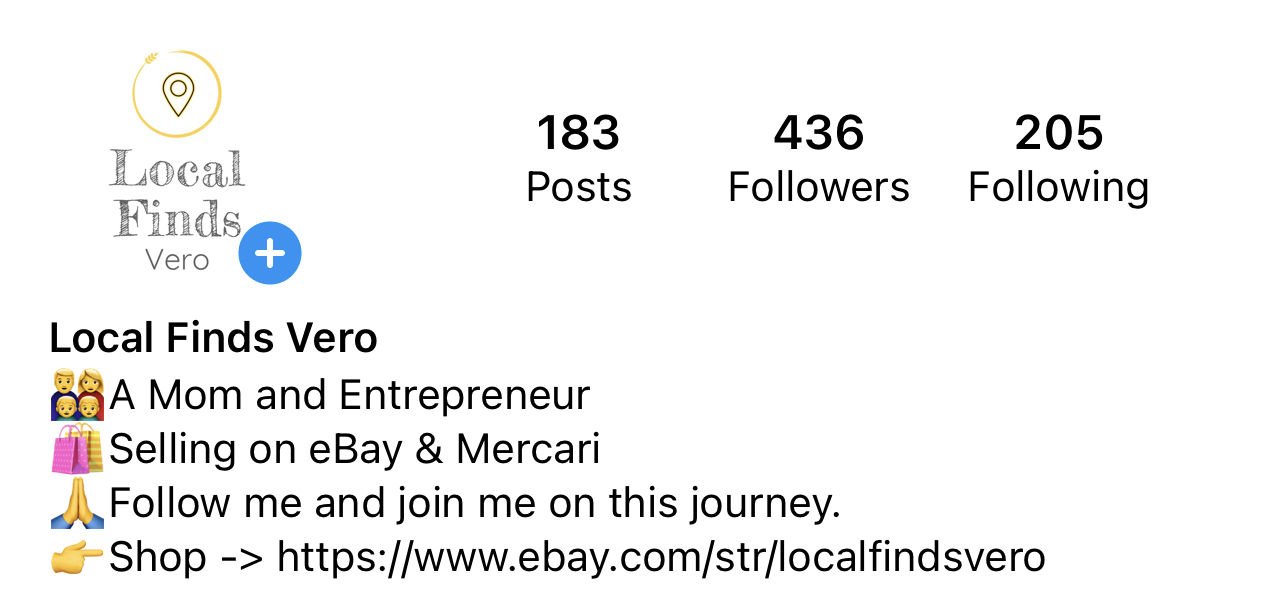 Local
Finds
Vero
183 436 205
Posts Followers Following
Local Finds Vero
👨‍👩‍👦‍👦A Mom and Entrepreneur
🛍️Selling on eBay & Mercari
🙏Follow me and join me on this journey.
👉Shop -> https://www.ebay.com/str/localfindsvero